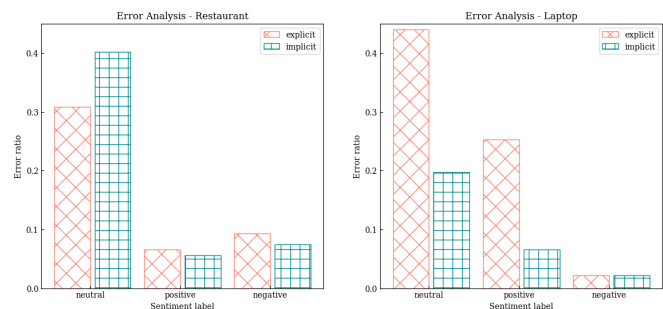 Error Analysis - Restaurant
explicit
implicit
0.4
0.3
0.2
0.1
0.0
Error ratio
neutral positive negative
Sentiment label
Error Analysis - Laptop
explicit
implicit
0.4
0.3
0.2
0.1
0.0
Error ratio
neutral positive negative
Sentiment label